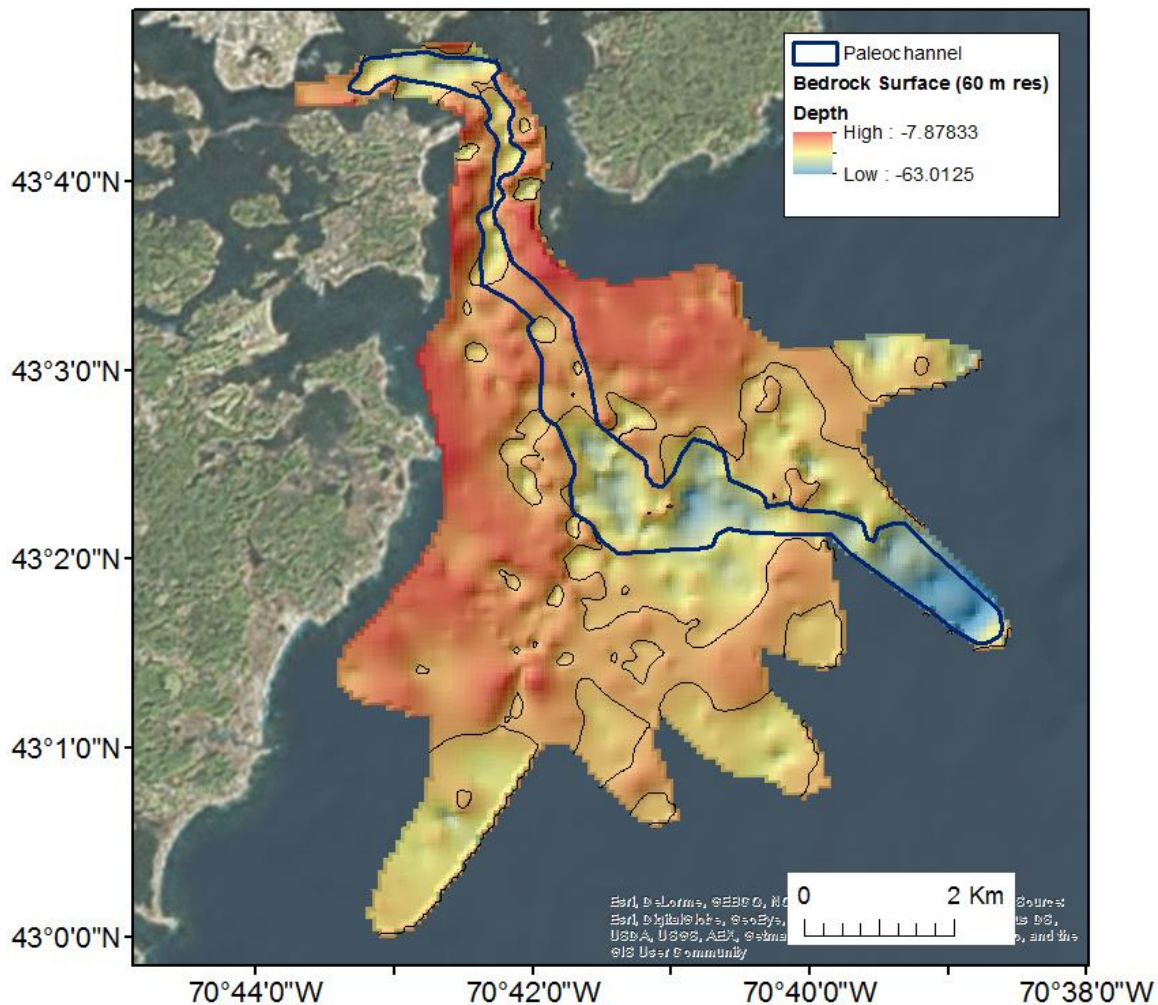 Paleochannel
Bedrock Surface (60 m res)
Depth
High : -7.87833
Low : -63.0125
43°4'0"N
43°3'0"N
43°2'0"N
43°1'0"N
43°0'0"N
0 2 Km
Esri, DeLorme, GEBCO, Source:
Esri, DigitalGlobe, GeoEye, DS,
USDA, USGS, AEX, and the
GIS User Community
70°44'0"W 70°42'0"W 70°40'0"W 70°38'0"W